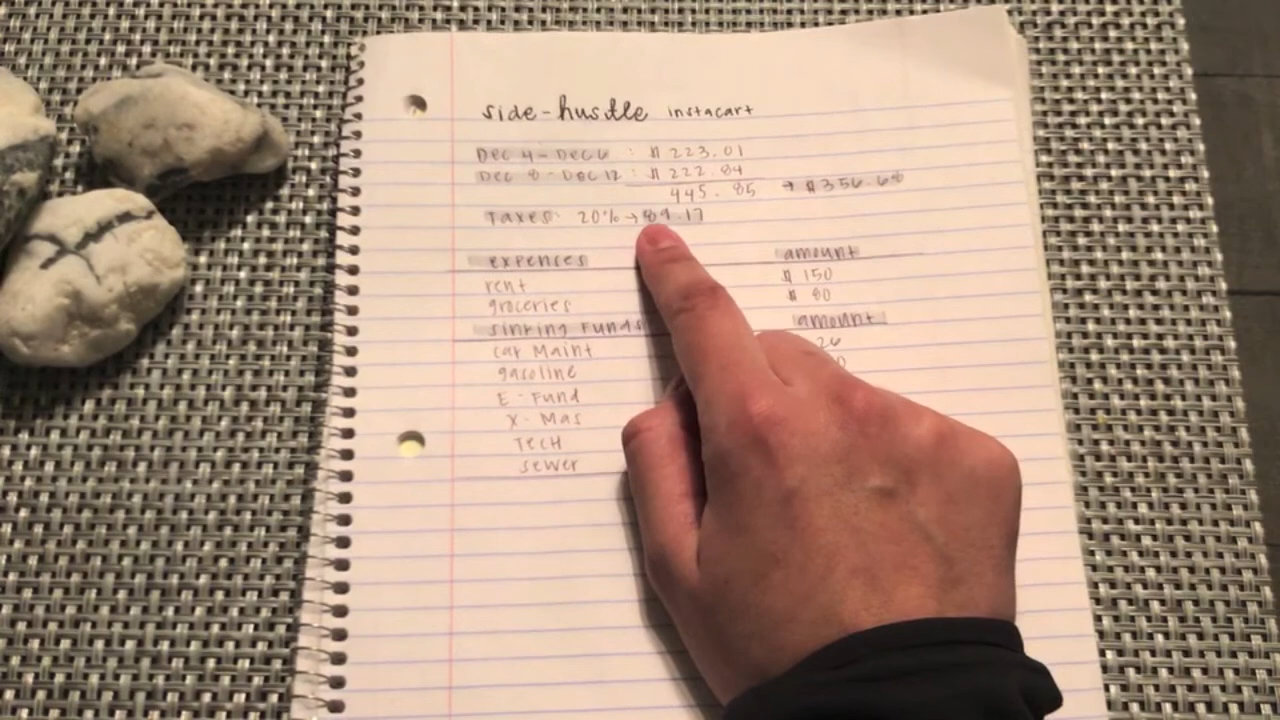 side-hustle instacart
Dec 4 - Dec 6 : $ 223.01
Dec 8 - Dec 12 : $ 222.84
445.85 → $356.68
Taxes: 20% → 89.17
expenses amount
rent $ 150
groceries $ 80
sinking Funds amount
car Maint 26
gasoline
E-Fund
X-Mas
TECH
sewer